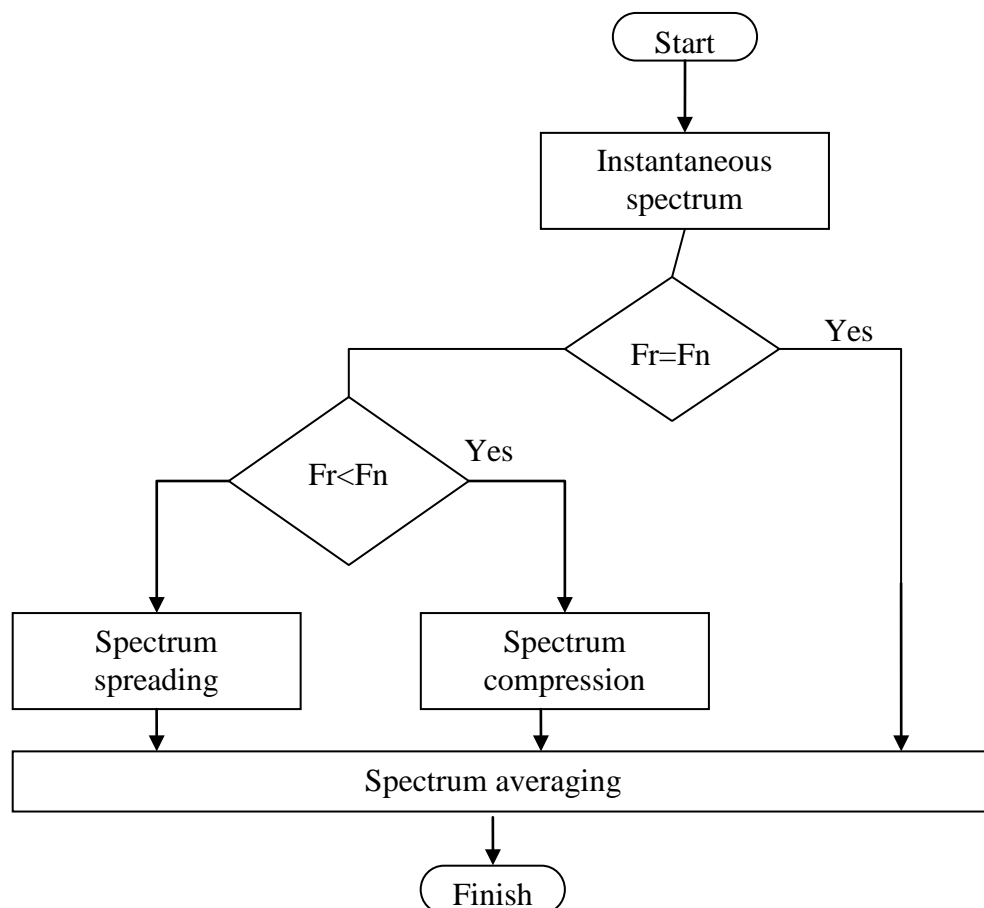 Start
Instantaneous
spectrum
Yes
Fr=Fn
Yes
Fr<Fn
Spectrum
spreading
Spectrum
compression
Spectrum averaging
Finish